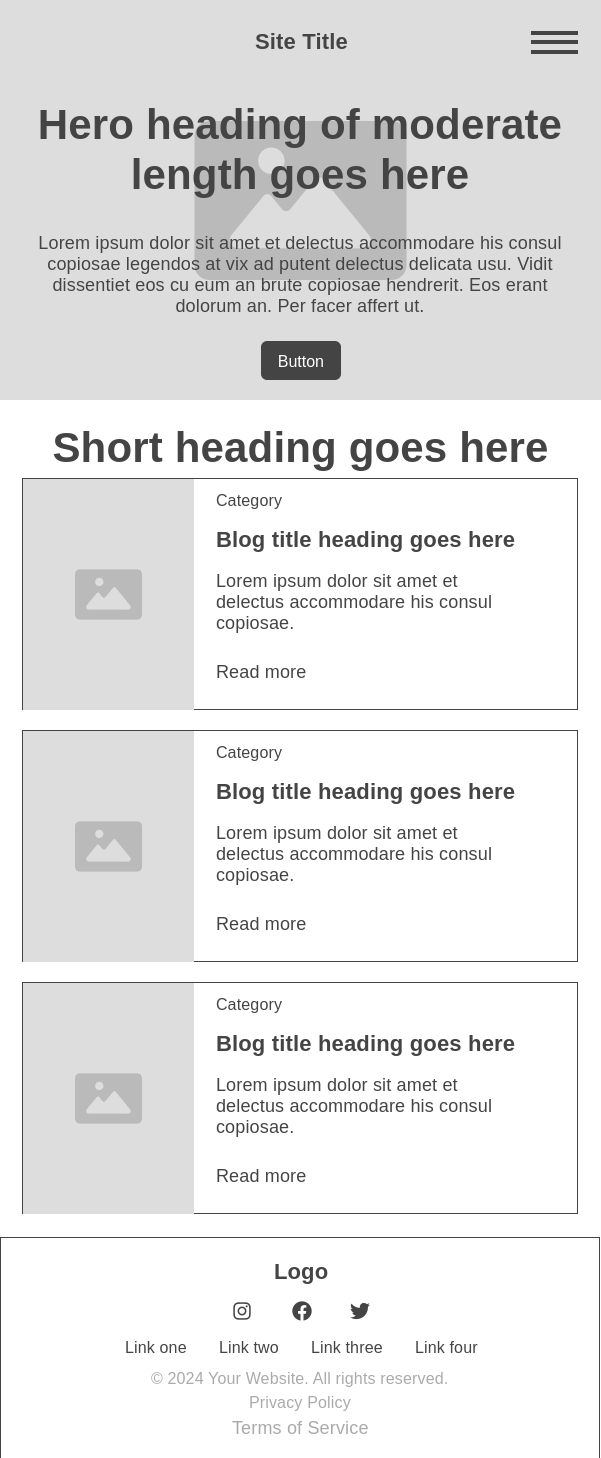 Site Title
Hero heading of moderate
length goes here
Lorem ipsum dolor sit amet et delectus accommodare his consul
copiosae legendos at vix ad putent delectus delicata usu. Vidit
dissentiet eos cu eum an brute copiosae hendrerit. Eos erant
dolorum an. Per facer affert ut.
Button
Short heading goes here
Category
Blog title heading goes here
Lorem ipsum dolor sit amet et
delectus accommodare his consul
copiosae.
Read more
Category
Blog title heading goes here
Lorem ipsum dolor sit amet et
delectus accommodare his consul
copiosae.
Read more
Category
Blog title heading goes here
Lorem ipsum dolor sit amet et
delectus accommodare his consul
copiosae.
Read more
Logo
Link one Link two Link three Link four
© 2024 Your Website. All rights reserved.
Privacy Policy
Terms of Service